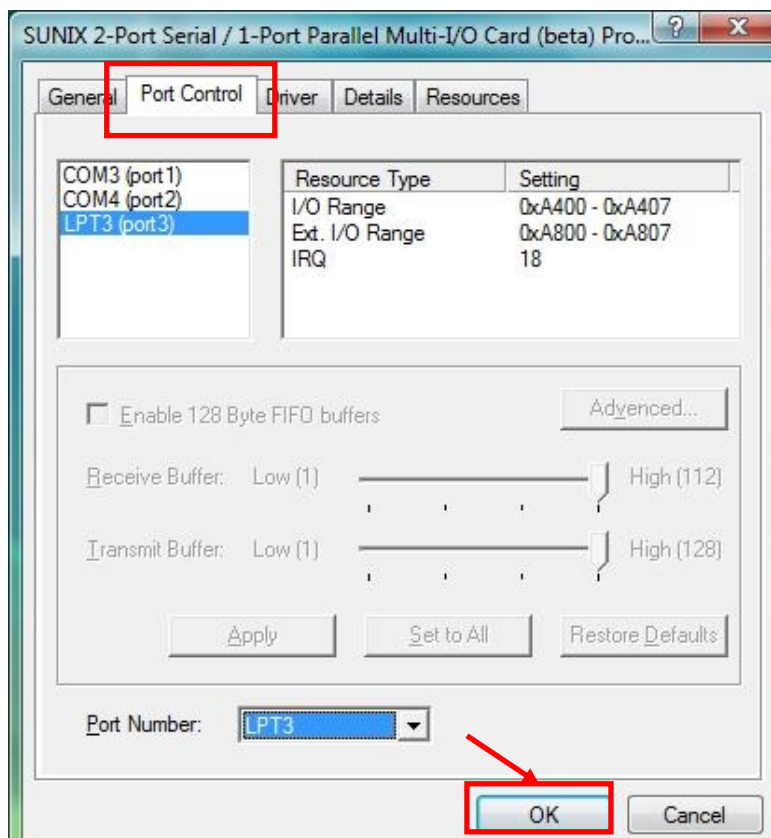 SUNIX 2-Port Serial / 1-Port Parallel Multi-I/O Card (beta) Pro...
General Port Control Driver Details Resources
COM3 (port1)
COM4 (port2)
LPT3 (port3)
Resource Type Setting
I/O Range 0xA400 - 0xA407
Ext. I/O Range 0xA800 - 0xA807
IRQ 18
Enable 128 Byte FIFO buffers Advanced...
Receive Buffer: Low (1) High (112)
Transmit Buffer: Low (1) High (128)
Apply Set to All Restore Defaults
Port Number: LPT3
OK Cancel